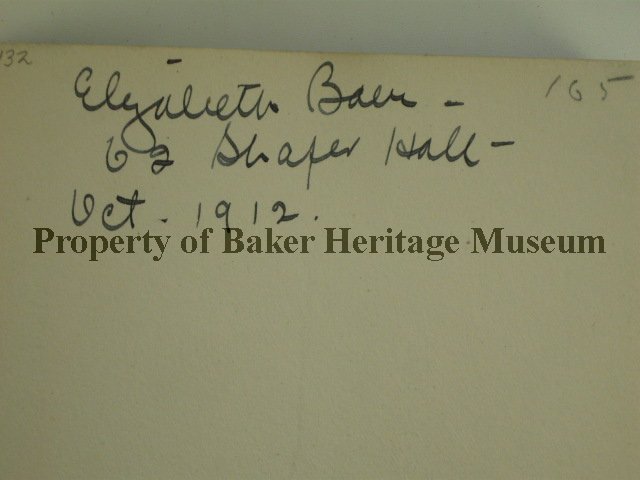 132
165
Elizabeth Baer -
62 Shafer Hall -
Oct. 1912.
Property of Baker Heritage Museum